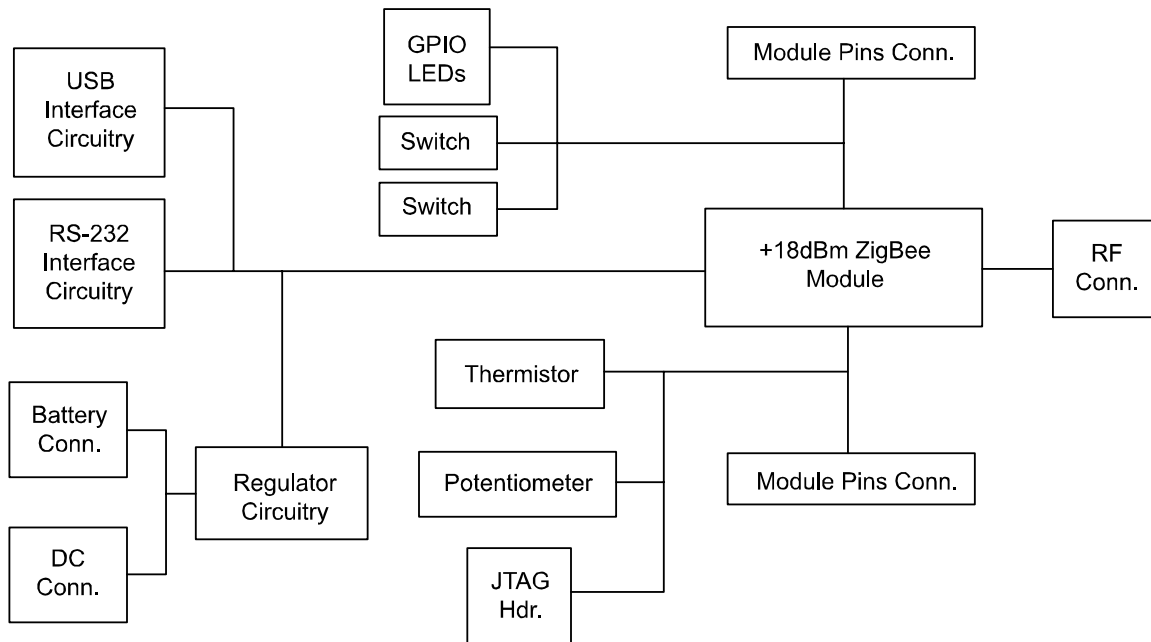 GPIO
LEDs
Module Pins Conn.
USB
Interface
Circuitry
Switch
Switch
RS-232
Interface
Circuitry
+18dBm ZigBee
Module
RF
Conn.
Thermistor
Battery
Conn.
Regulator
Circuitry
Potentiometer
Module Pins Conn.
DC
Conn.
JTAG
Hdr.